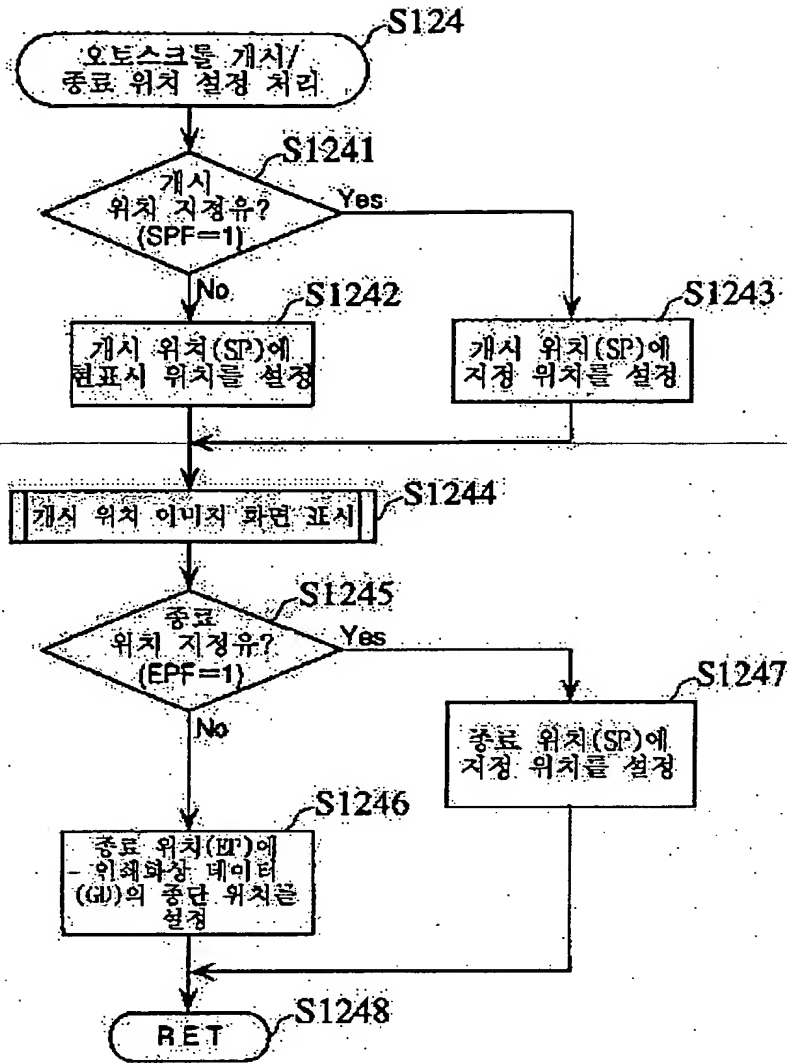 S124
오토스크롤 개시/
종료 위치 설정 처리
S1241
개시
위치 지정유?
(SPF=1)
Yes
No
S1242
개시 위치(SP)에
현표시 위치를 설정
S1243
개시 위치(SP)에
지정 위치를 설정
S1244
개시 위치 이미지 화면 표시
S1245
종료
위치 지정유?
(EPF=1)
Yes
No
S1247
종료 위치(SP)에
지정 위치를 설정
S1246
종료 위치(EP)에
인쇄화상 데이터
(GD)의 종단 위치를
설정
RET
S1248